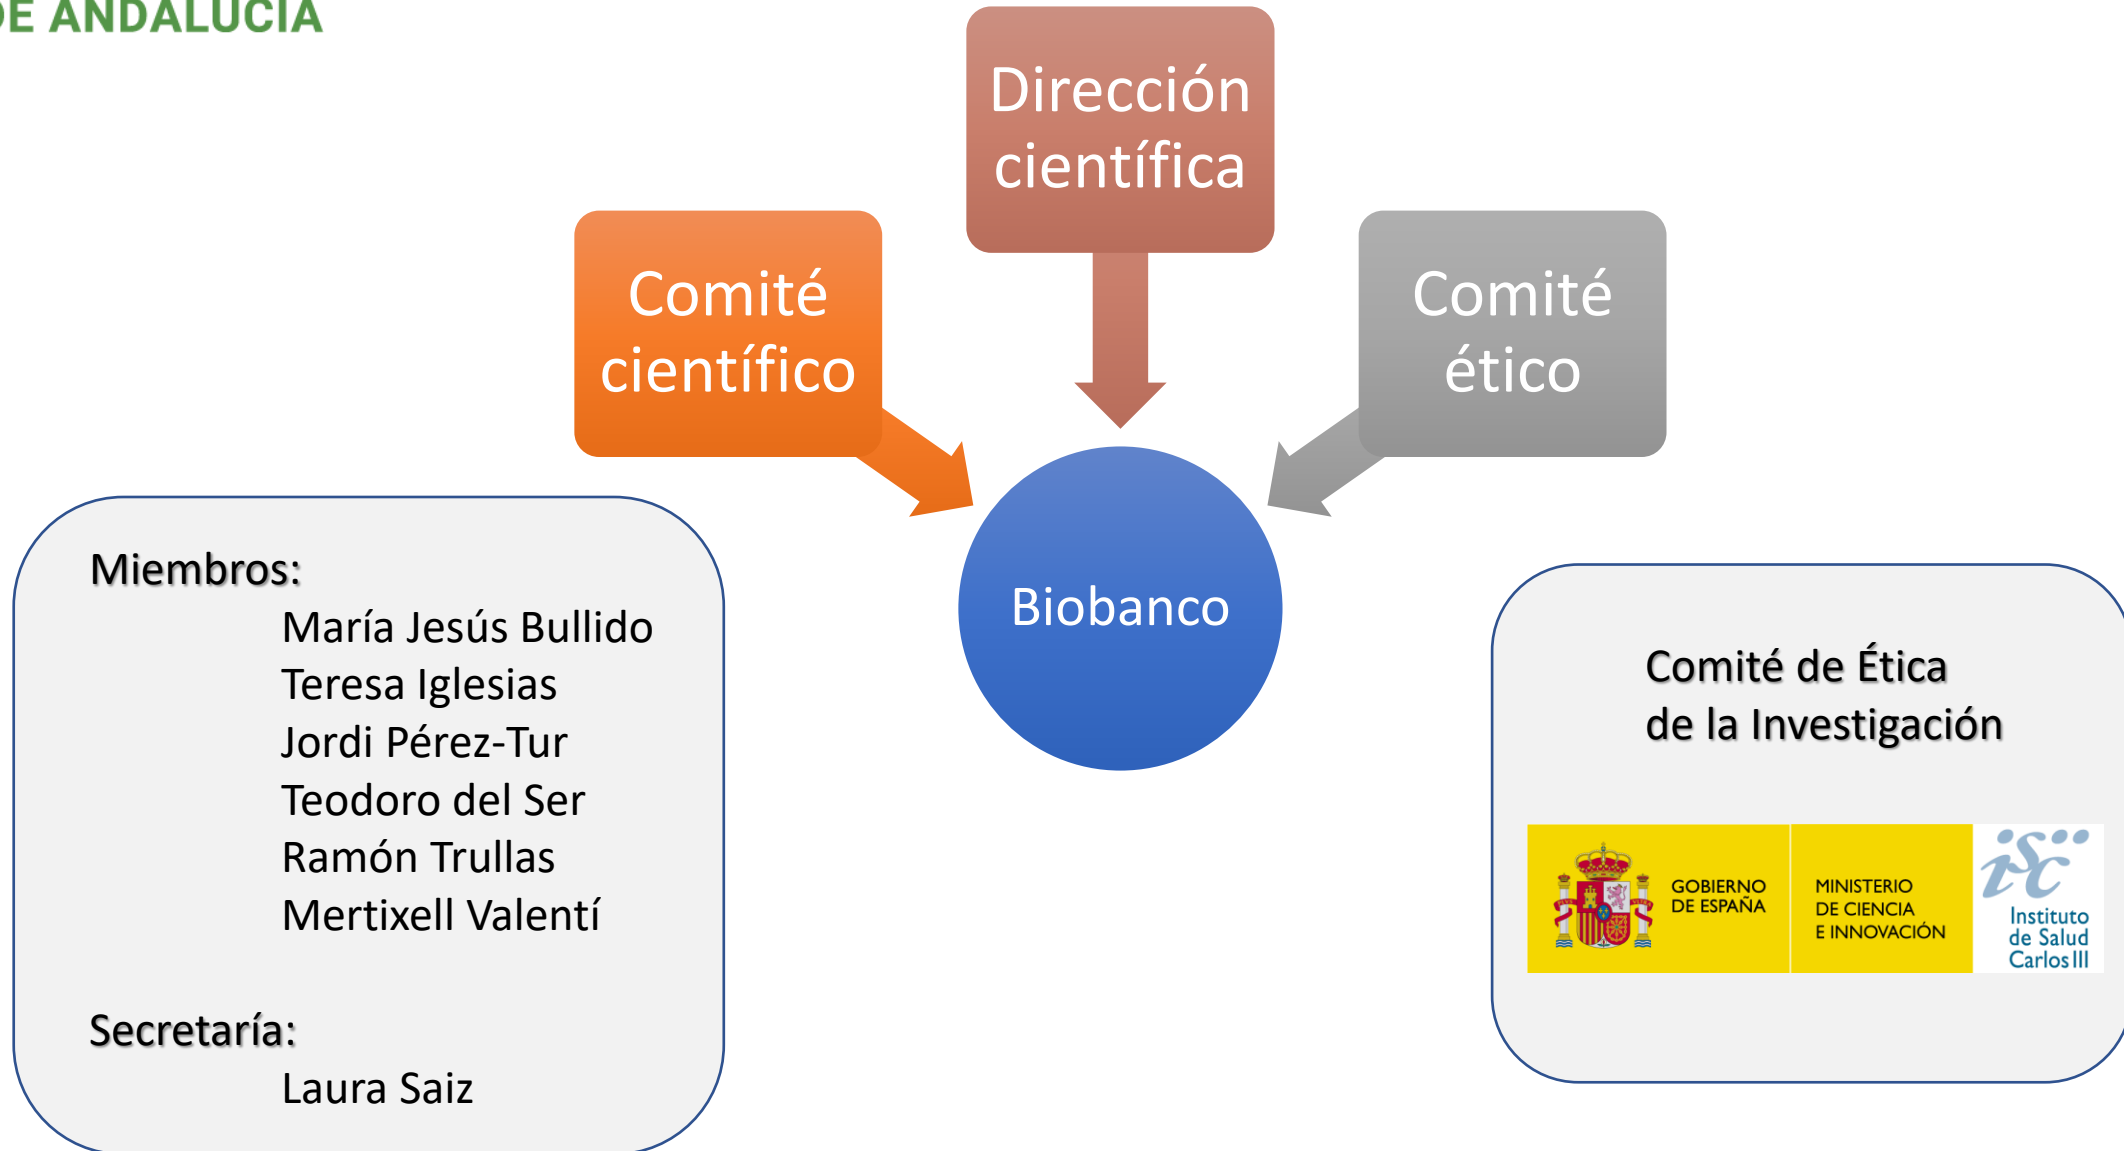 DE ANDALUCÍA
Dirección
científica
Comité
científico
Comité
ético
Biobanco
Miembros:
María Jesús Bullido
Teresa Iglesias
Jordi Pérez-Tur
Teodoro del Ser
Ramón Trullas
Mertixell Valentí
Secretaría:
Laura Saiz
Comité de Ética
de la Investigación
GOBIERNO
DE ESPAÑA
MINISTERIO
DE CIENCIA
E INNOVACIÓN
isc
Instituto
de Salud
Carlos III